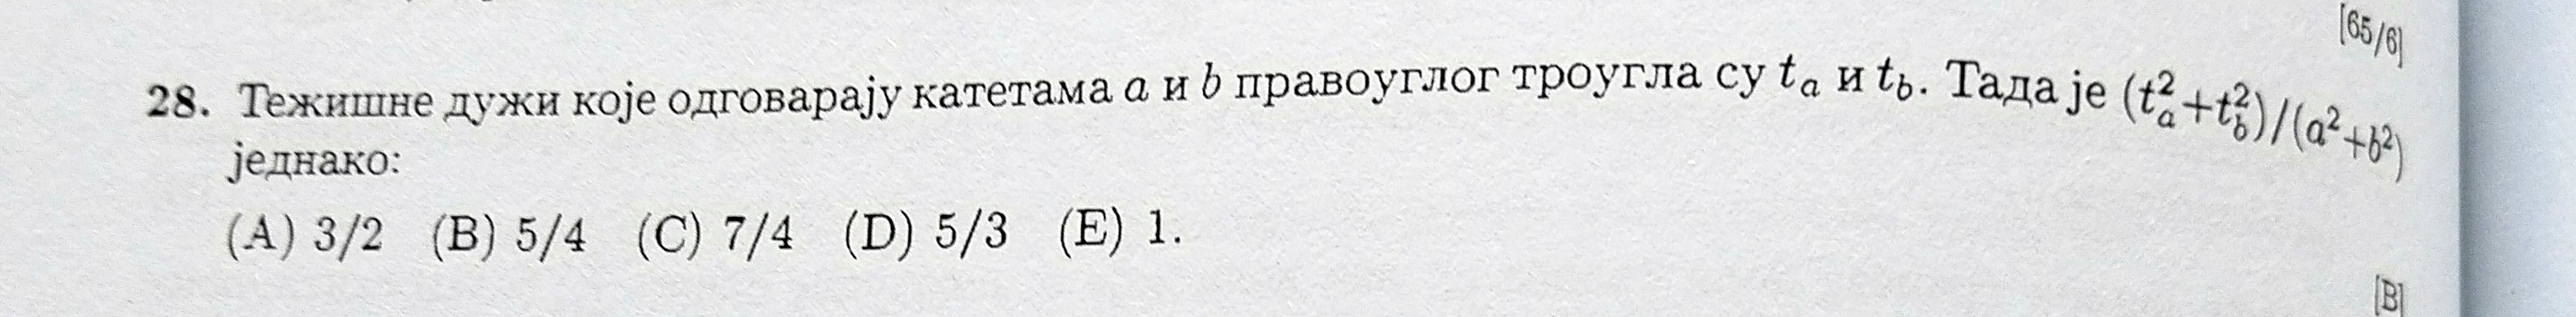 [65/6]
28. Тежишне дужи које одговарају катетама a и b правоуглог троугла су t_a и t_b. Тада је (t_a^2+t_b^2)/(a^2+b^2)
једнако:
(A) 3/2 (B) 5/4 (C) 7/4 (D) 5/3 (E) 1.
[B]